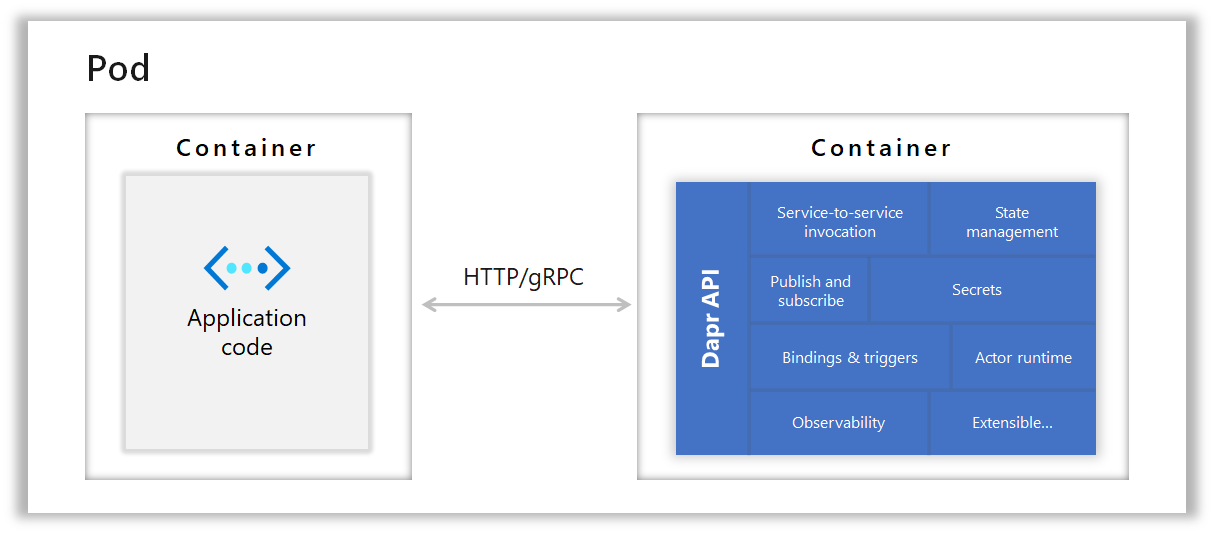 Pod
Container
Application
code
HTTP/gRPC
Container
Dapr API
Service-to-service
invocation
State
management
Publish and
subscribe
Secrets
Bindings & triggers
Actor runtime
Observability
Extensible...